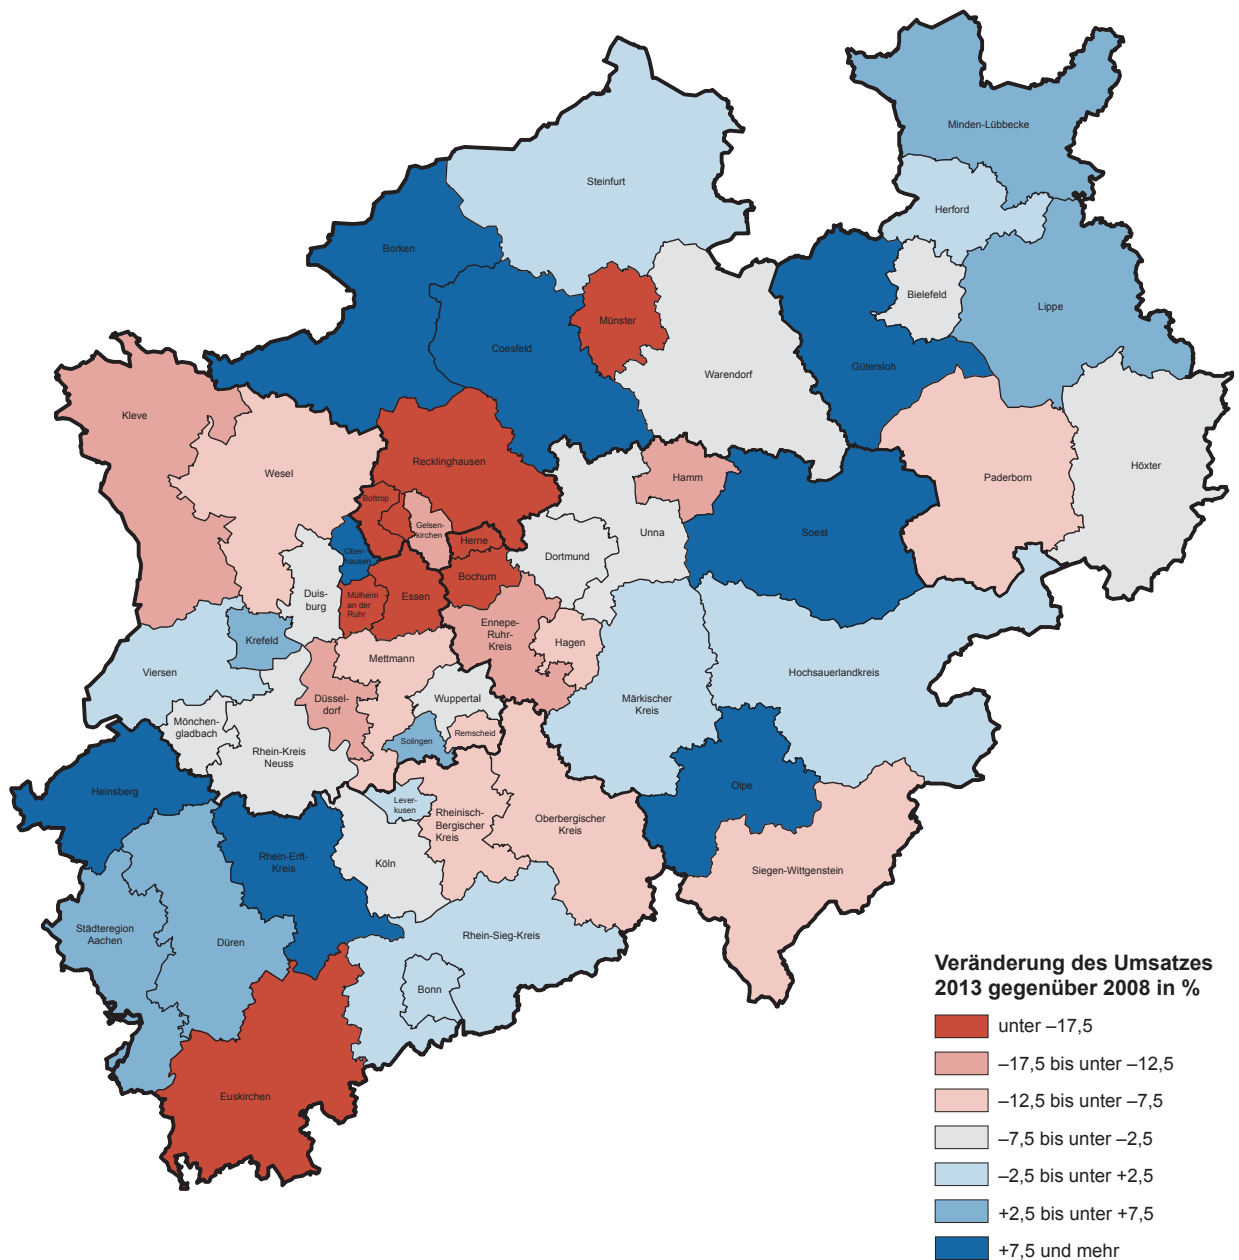 Minden-Lübbecke
Steinfurt
Herford
Borken
Bielefeld
Lippe
Münster
Coesfeld
Gütersloh
Warendorf
Kleve
Recklinghausen
Wesel
Höxter
Hamm
Paderborn
Bottrop
Gelsen-
kirchen
Unna
Soest
Herne
Ober-
hausen
Dortmund
Bochum
Duis-
burg
Mülheim
an der
Ruhr
Essen
Ennepe-
Ruhr-
Kreis
Hagen
Krefeld
Mettmann
Viersen
Hochsauerlandkreis
Düssel-
dorf
Wuppertal
Märkischer
Kreis
Mönchen-
gladbach
Solingen
Remscheid
Rhein-Kreis
Neuss
Heinsberg
Olpe
Lever-
kusen
Rheinisch-
Bergischer
Kreis
Oberbergischer
Kreis
Rhein-Erft-
Kreis
Köln
Siegen-Wittgenstein
Städteregion
Aachen
Düren
Rhein-Sieg-Kreis
Bonn
Euskirchen
Veränderung des Umsatzes
2013 gegenüber 2008 in %
unter –17,5
–17,5 bis unter –12,5
–12,5 bis unter –7,5
–7,5 bis unter –2,5
–2,5 bis unter +2,5
+2,5 bis unter +7,5
+7,5 und mehr